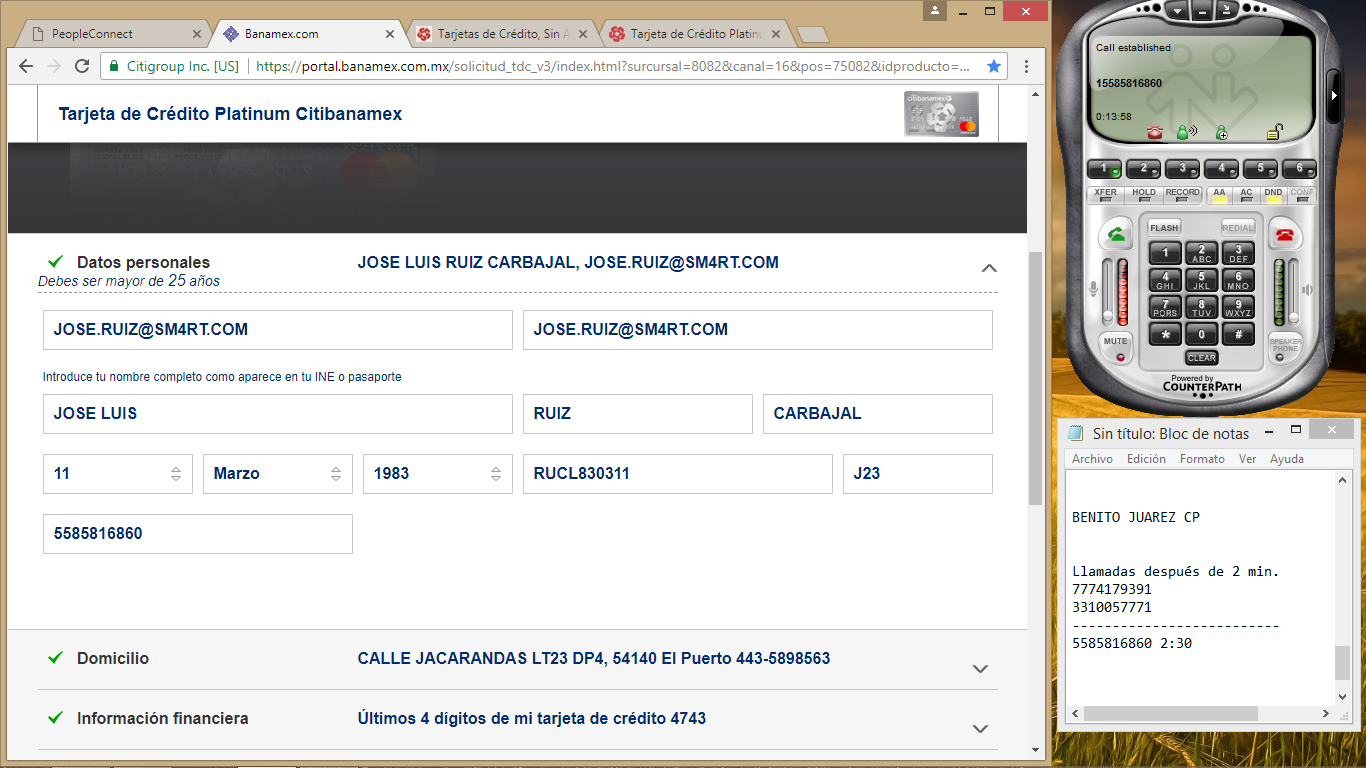 PeopleConnect
Banamex.com
Tarjetas de Crédito, Sin A
Tarjeta de Crédito Platinu
Citigroup Inc. [US]
https://portal.banamex.com.mx/solicitud_tdc_v3/index.html?surcursal=8082&canal=16&pos=75082&idproducto=...
Tarjeta de Crédito Platinum Citibanamex
citibanamex
Datos personales
JOSE LUIS RUIZ CARBAJAL, JOSE.RUIZ@SM4RT.COM
Debes ser mayor de 25 años
JOSE.RUIZ@SM4RT.COM
JOSE.RUIZ@SM4RT.COM
Introduce tu nombre completo como aparece en tu INE o pasaporte
JOSE LUIS
RUIZ
CARBAJAL
11
Marzo
1983
RUCL830311
J23
5585816860
Domicilio
CALLE JACARANDAS LT23 DP4, 54140 El Puerto 443-5898563
Información financiera
Últimos 4 dígitos de mi tarjeta de crédito 4743
Call established
15585816860
0:13:58
1 2 3 4 5 6
XFER HOLD RECORD AA AC DND CONF
FLASH REDIAL
1 2 ABC 3 DEF
4 GHI 5 JKL 6 MNO
7 PQRS 8 TUV 9 WXYZ
* 0 #
MUTE
SPEAKER PHONE
CLEAR
Powered by
COUNTERPATH
Sin título: Bloc de notas
Archivo Edición Formato Ver Ayuda
BENITO JUAREZ CP
Llamadas después de 2 min.
7774179391
3310057771
--------------------------
5585816860 2:30